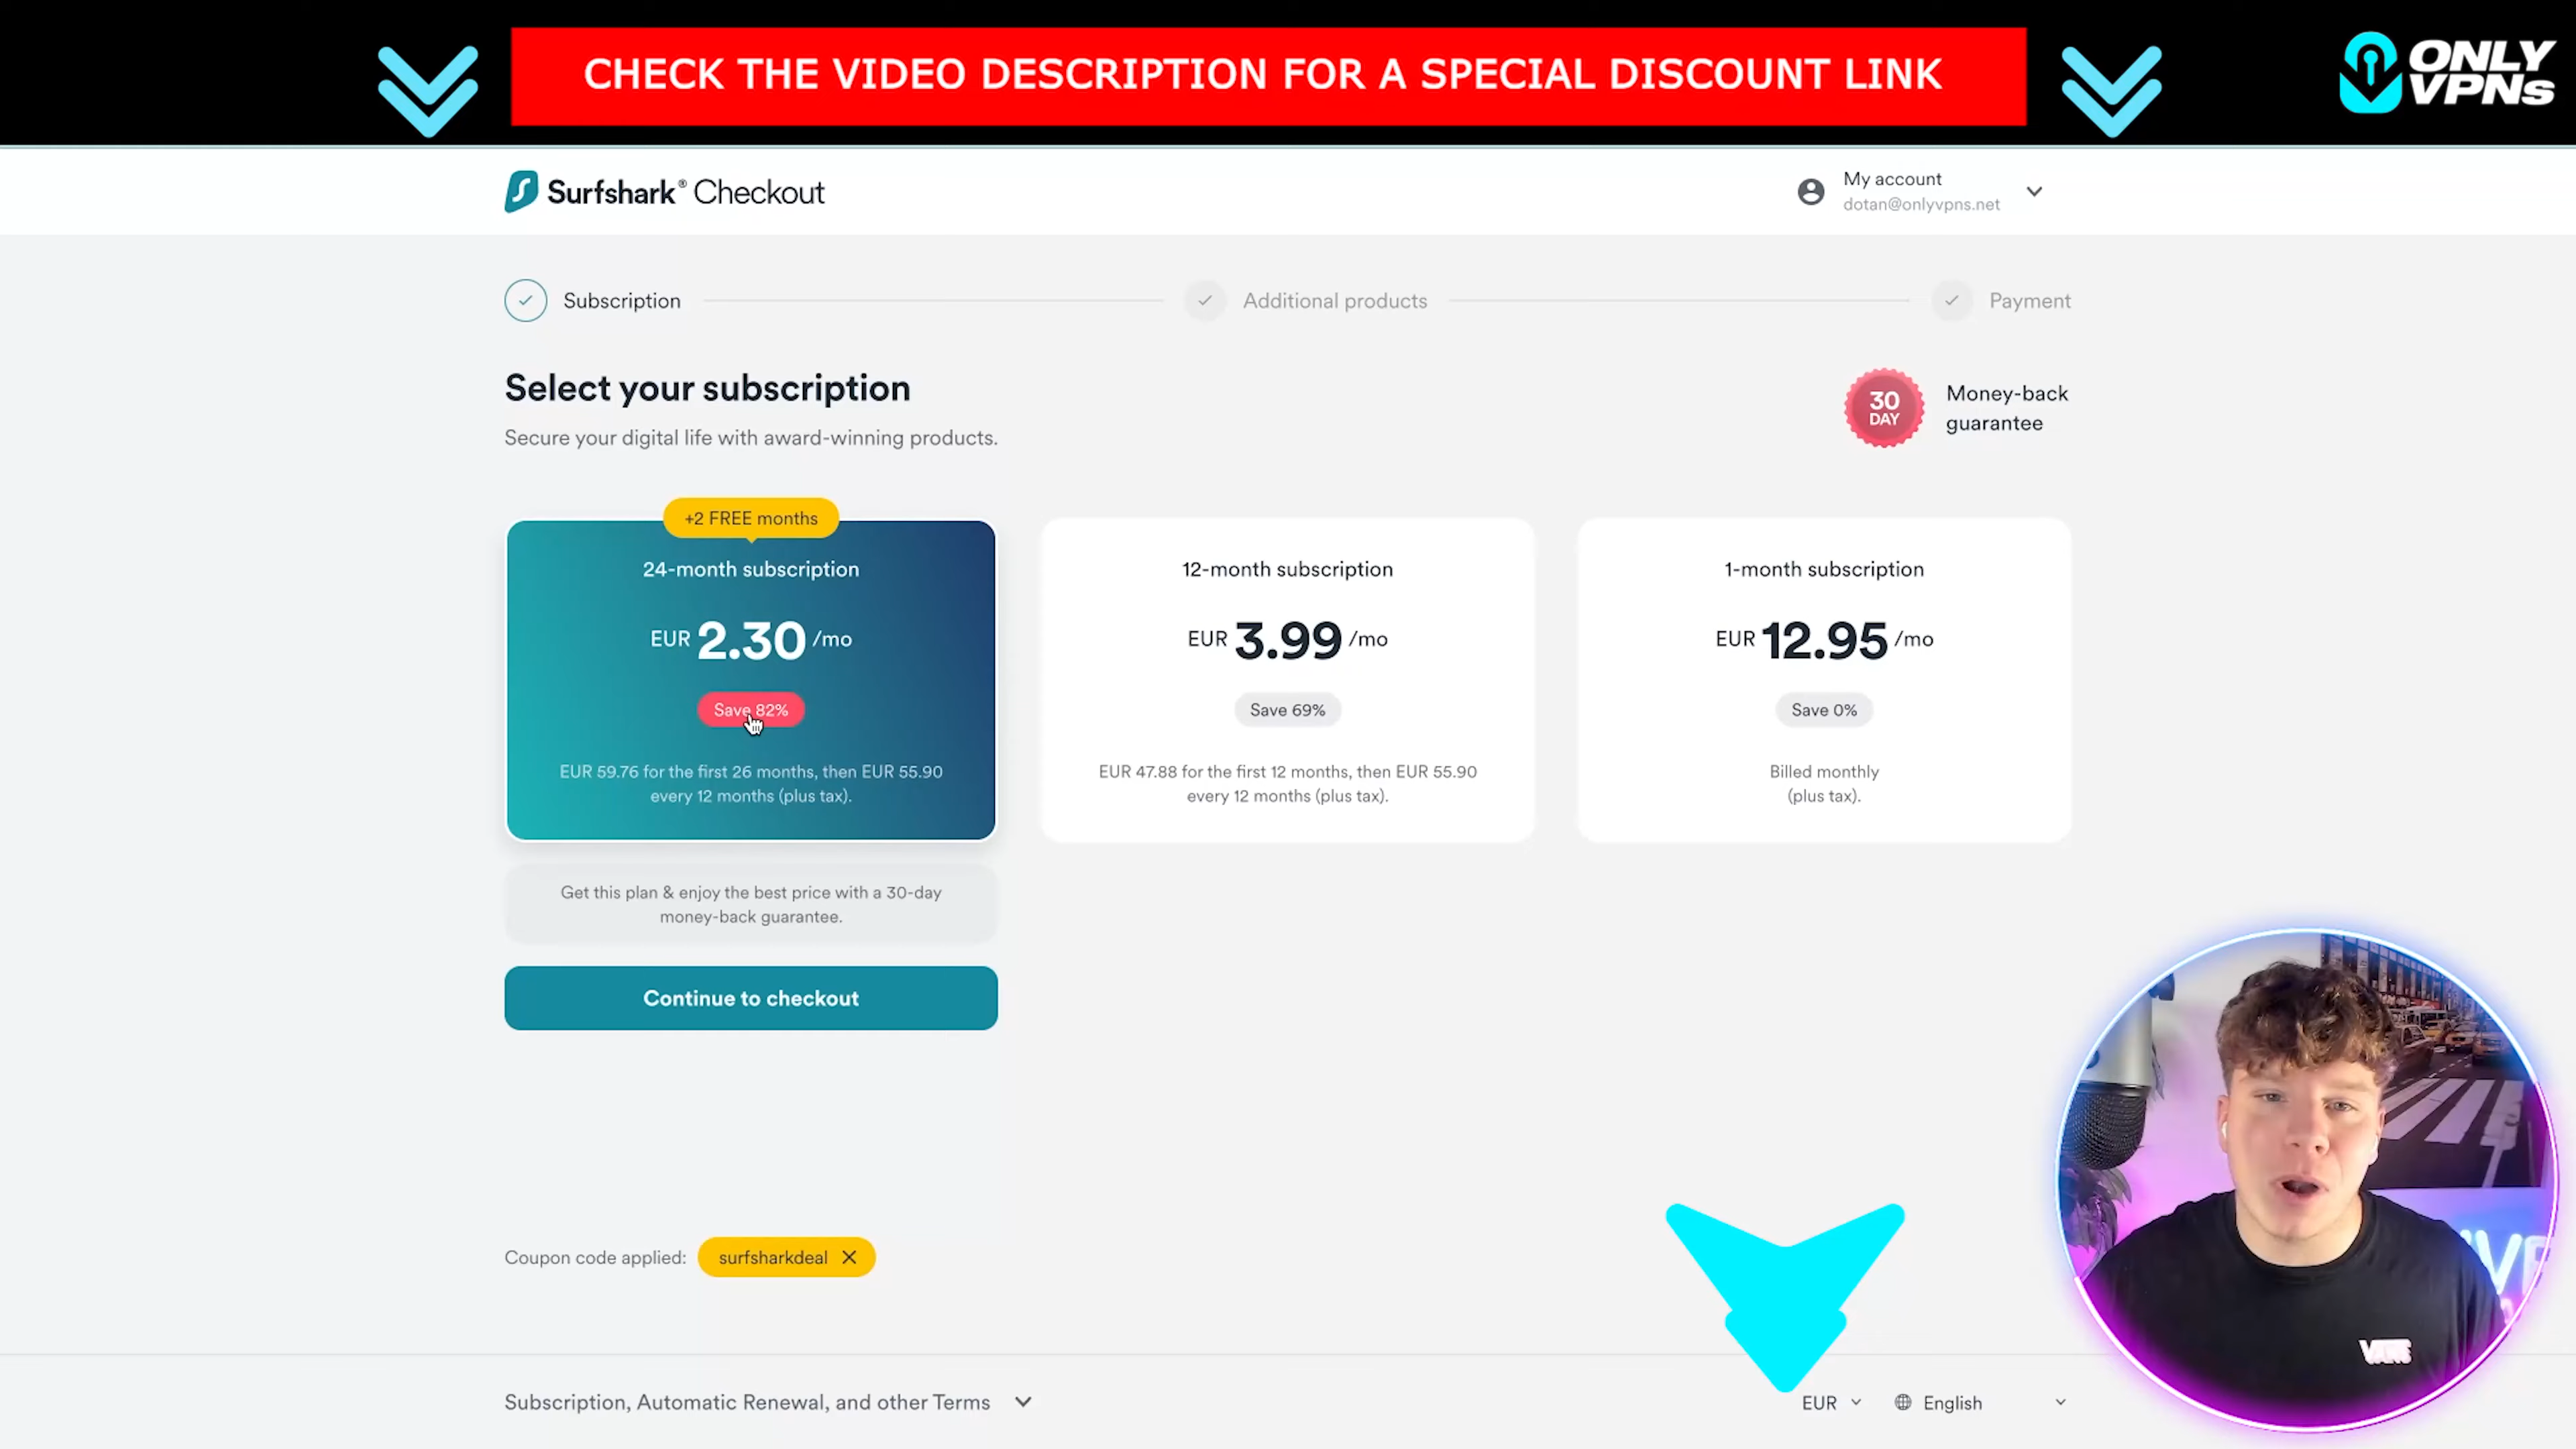 CHECK THE VIDEO DESCRIPTION FOR A SPECIAL DISCOUNT LINK
ONLY
VPNs
Surfshark® Checkout
My account
dotan@onlyvpns.net
Subscription
Additional products
Payment
Select your subscription
Secure your digital life with award-winning products.
30
DAY
Money-back
guarantee
+2 FREE months
24-month subscription
EUR 2.30 /mo
Save 82%
EUR 59.76 for the first 26 months, then EUR 55.90
every 12 months (plus tax).
12-month subscription
EUR 3.99 /mo
Save 69%
EUR 47.88 for the first 12 months, then EUR 55.90
every 12 months (plus tax).
1-month subscription
EUR 12.95 /mo
Save 0%
Billed monthly
(plus tax).
Get this plan & enjoy the best price with a 30-day
money-back guarantee.
Continue to checkout
Coupon code applied: surfsharkdeal
VANS
Subscription, Automatic Renewal, and other Terms
EUR
English